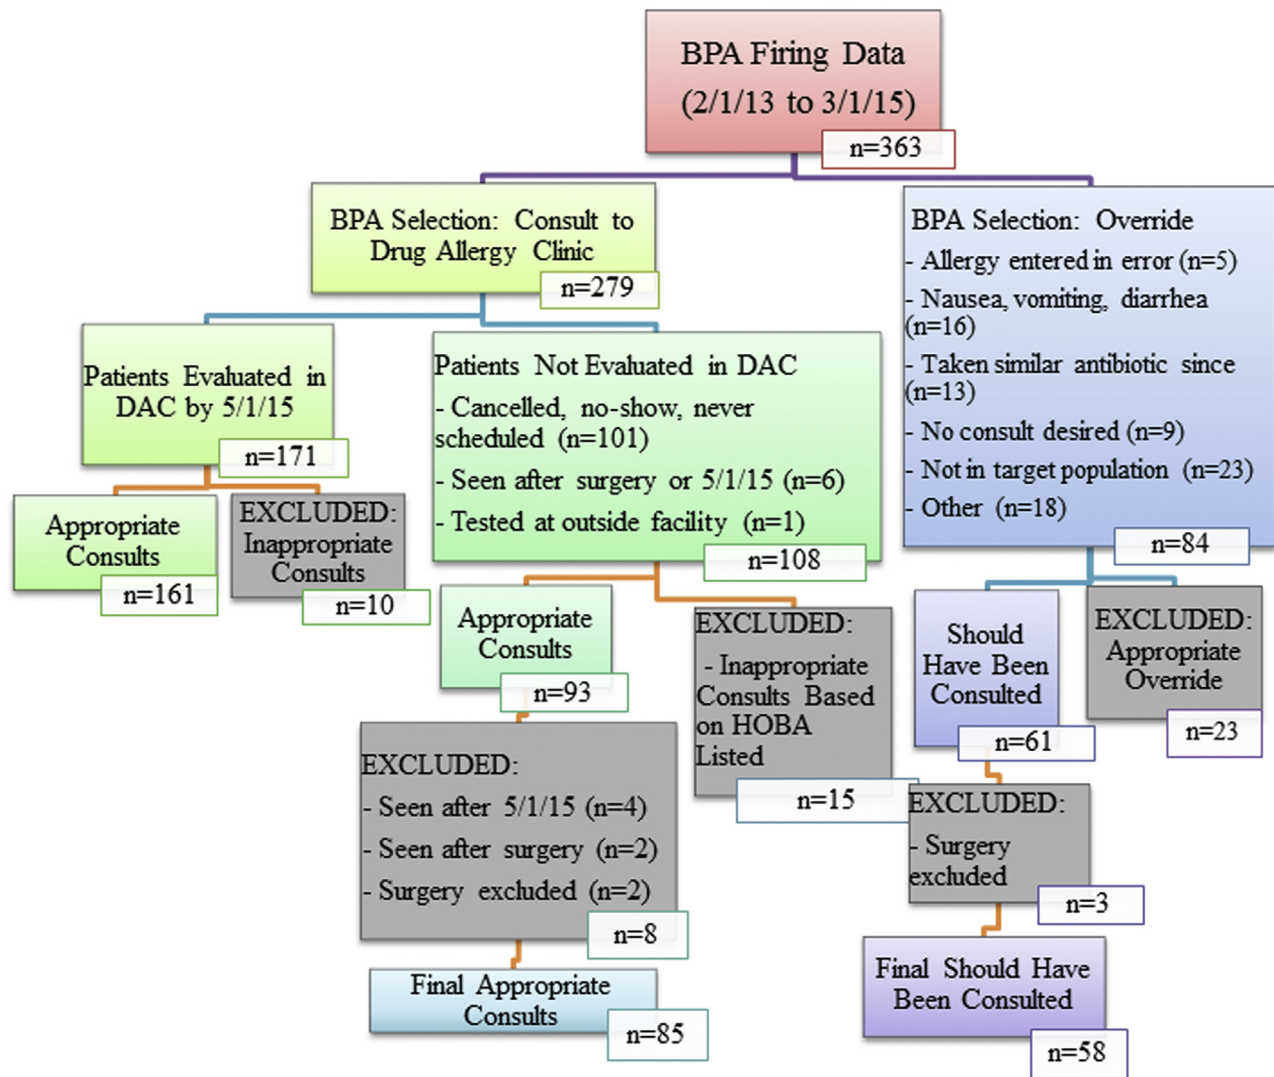 BPA Firing Data
(2/1/13 to 3/1/15)
n=363
BPA Selection: Consult to
Drug Allergy Clinic
n=279
BPA Selection: Override
- Allergy entered in error (n=5)
- Nausea, vomiting, diarrhea
(n=16)
- Taken similar antibiotic since
(n=13)
- No consult desired (n=9)
- Not in target population (n=23)
- Other (n=18)
n=84
Patients Evaluated in
DAC by 5/1/15
n=171
Patients Not Evaluated in DAC
- Cancelled, no-show, never
scheduled (n=101)
- Seen after surgery or 5/1/15 (n=6)
- Tested at outside facility (n=1)
n=108
Appropriate
Consults
n=161
EXCLUDED:
Inappropriate
Consults
n=10
Appropriate
Consults
n=93
EXCLUDED:
- Inappropriate
Consults Based
on HOBA
Listed
n=15
Should
Have Been
Consulted
n=61
EXCLUDED:
Appropriate
Override
n=23
EXCLUDED:
- Seen after 5/1/15 (n=4)
- Seen after surgery (n=2)
- Surgery excluded (n=2)
n=8
EXCLUDED:
- Surgery
excluded
n=3
Final Appropriate
Consults
n=85
Final Should Have
Been Consulted
n=58